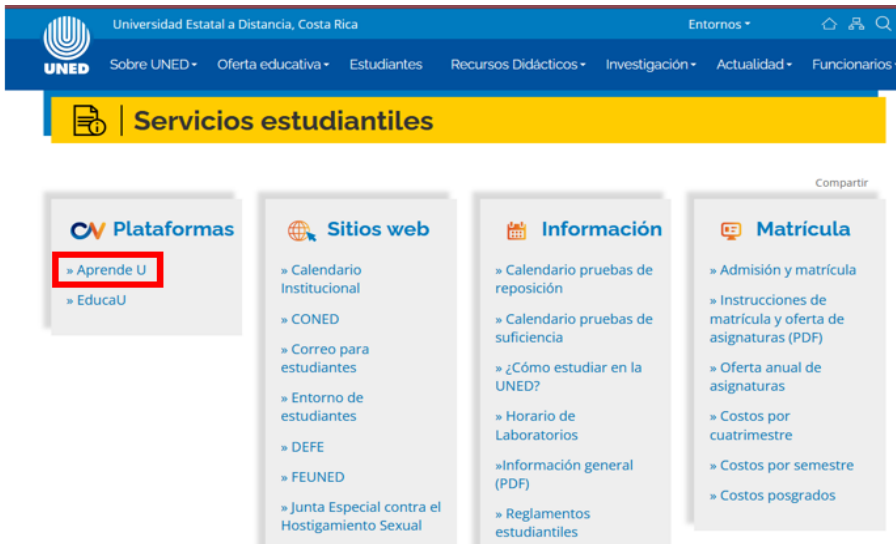 Universidad Estatal a Distancia, Costa Rica
Entornos
UNED
Sobre UNED
Oferta educativa
Estudiantes
Recursos Didácticos
Investigación
Actualidad
Funcionarios
Servicios estudiantiles
Compartir
Plataformas
» Aprende U
» EducaU
Sitios web
» Calendario
Institucional
» CONED
» Correo para
estudiantes
» Entorno de
estudiantes
» DEFE
» FEUNED
» Junta Especial contra el
Hostigamiento Sexual
Información
» Calendario pruebas de
reposición
» Calendario pruebas de
suficiencia
» ¿Cómo estudiar en la
UNED?
» Horario de
Laboratorios
»Información general
(PDF)
» Reglamentos
estudiantiles
Matrícula
» Admisión y matrícula
» Instrucciones de
matrícula y oferta de
asignaturas (PDF)
» Oferta anual de
asignaturas
» Costos por
cuatrimestre
» Costos por semestre
» Costos posgrados